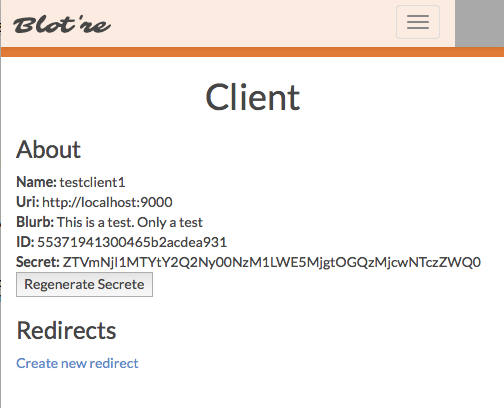 Blot're
Client
About
Name: testclient1
Uri: http://localhost:9000
Blurb: This is a test. Only a test
ID: 55371941300465b2acdea931
Secret: ZTVmNjI1MTYtY2Q2Ny00NzM1LWE5MjgtOGQzMjcwNTczZWQ0
Regenerate Secrete
Redirects
Create new redirect